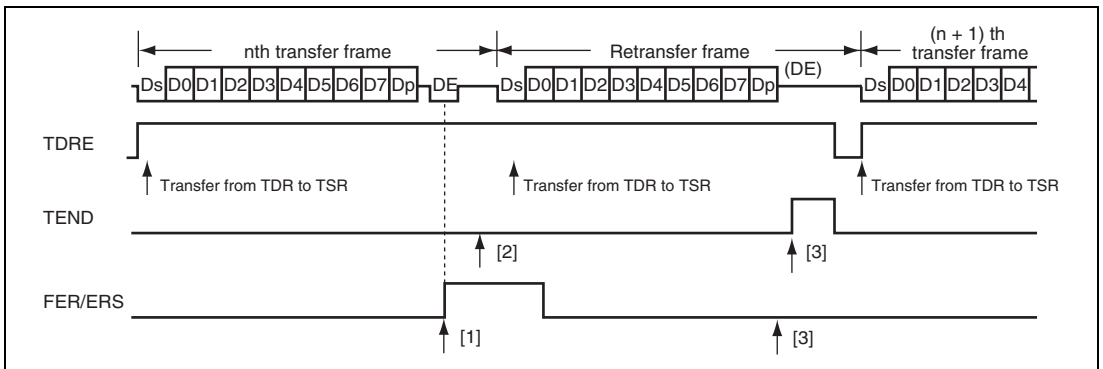 nth transfer frame
Retransfer frame
(n + 1) th
transfer frame
Ds D0 D1 D2 D3 D4 D5 D6 D7 Dp DE
Ds D0 D1 D2 D3 D4 D5 D6 D7 Dp (DE)
Ds D0 D1 D2 D3 D4
TDRE
Transfer from TDR to TSR
Transfer from TDR to TSR
Transfer from TDR to TSR
TEND
[2]
[3]
FER/ERS
[1]
[3]